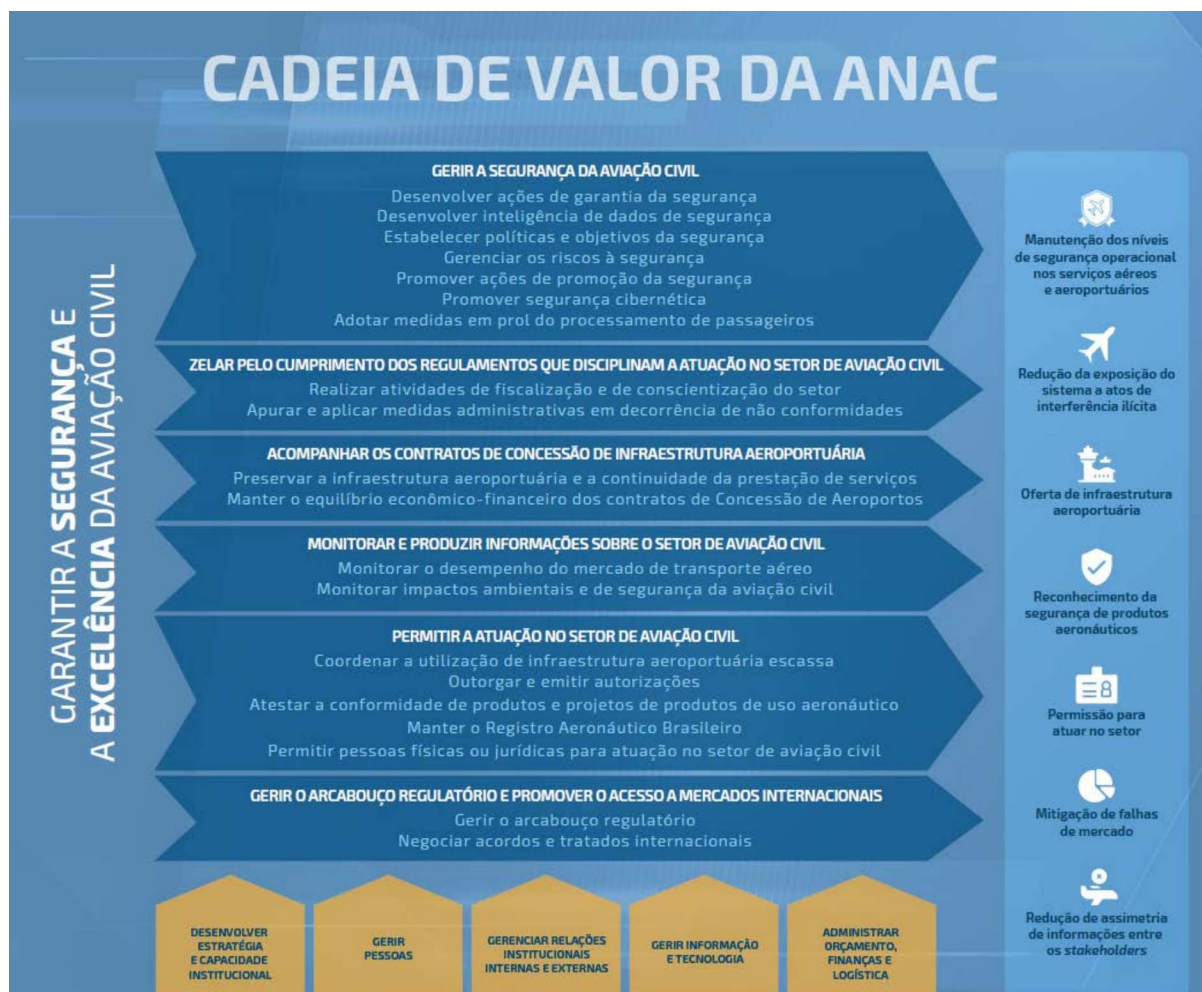 CADEIA DE VALOR DA ANAC
GARANTIR A SEGURANÇA E
A EXCELÊNCIA DA AVIAÇÃO CIVIL
GERIR A SEGURANÇA DA AVIAÇÃO CIVIL
Desenvolver ações de garantia da segurança
Desenvolver inteligência de dados de segurança
Estabelecer políticas e objetivos da segurança
Gerenciar os riscos à segurança
Promover ações de promoção da segurança
Promover segurança cibernética
Adotar medidas em prol do processamento de passageiros
ZELAR PELO CUMPRIMENTO DOS REGULAMENTOS QUE DISCIPLINAM A ATUAÇÃO NO SETOR DE AVIAÇÃO CIVIL
Realizar atividades de fiscalização e de conscientização do setor
Apurar e aplicar medidas administrativas em decorrência de não conformidades
ACOMPANHAR OS CONTRATOS DE CONCESSÃO DE INFRAESTRUTURA AEROPORTUÁRIA
Preservar a infraestrutura aeroportuária e a continuidade da prestação de serviços
Manter o equilíbrio econômico-financeiro dos contratos de Concessão de Aeroportos
MONITORAR E PRODUZIR INFORMAÇÕES SOBRE O SETOR DE AVIAÇÃO CIVIL
Monitorar o desempenho do mercado de transporte aéreo
Monitorar impactos ambientais e de segurança da aviação civil
PERMITIR A ATUAÇÃO NO SETOR DE AVIAÇÃO CIVIL
Coordenar a utilização de infraestrutura aeroportuária escassa
Outorgar e emitir autorizações
Atestar a conformidade de produtos e projetos de produtos de uso aeronáutico
Manter o Registro Aeronáutico Brasileiro
Permitir pessoas físicas ou jurídicas para atuação no setor de aviação civil
GERIR O ARCABOUÇO REGULATÓRIO E PROMOVER O ACESSO A MERCADOS INTERNACIONAIS
Gerir o arcabouço regulatório
Negociar acordos e tratados internacionais
DESENVOLVER
ESTRATÉGIA
E CAPACIDADE
INSTITUCIONAL
GERIR
PESSOAS
GERENCIAR RELAÇÕES
INSTITUCIONAIS
INTERNAS E EXTERNAS
GERIR INFORMAÇÃO
E TECNOLOGIA
ADMINISTRAR
ORÇAMENTO,
FINANÇAS E
LOGÍSTICA
Manutenção dos níveis
de segurança operacional
nos serviços aéreos
e aeroportuários
Redução da exposição do
sistema a atos de
interferência ilícita
Oferta de infraestrutura
aeroportuária
Reconhecimento da
segurança de produtos
aeronáuticos
Permissão para
atuar no setor
Mitigação de falhas
de mercado
Redução de assimetria
de informações entre
os stakeholders